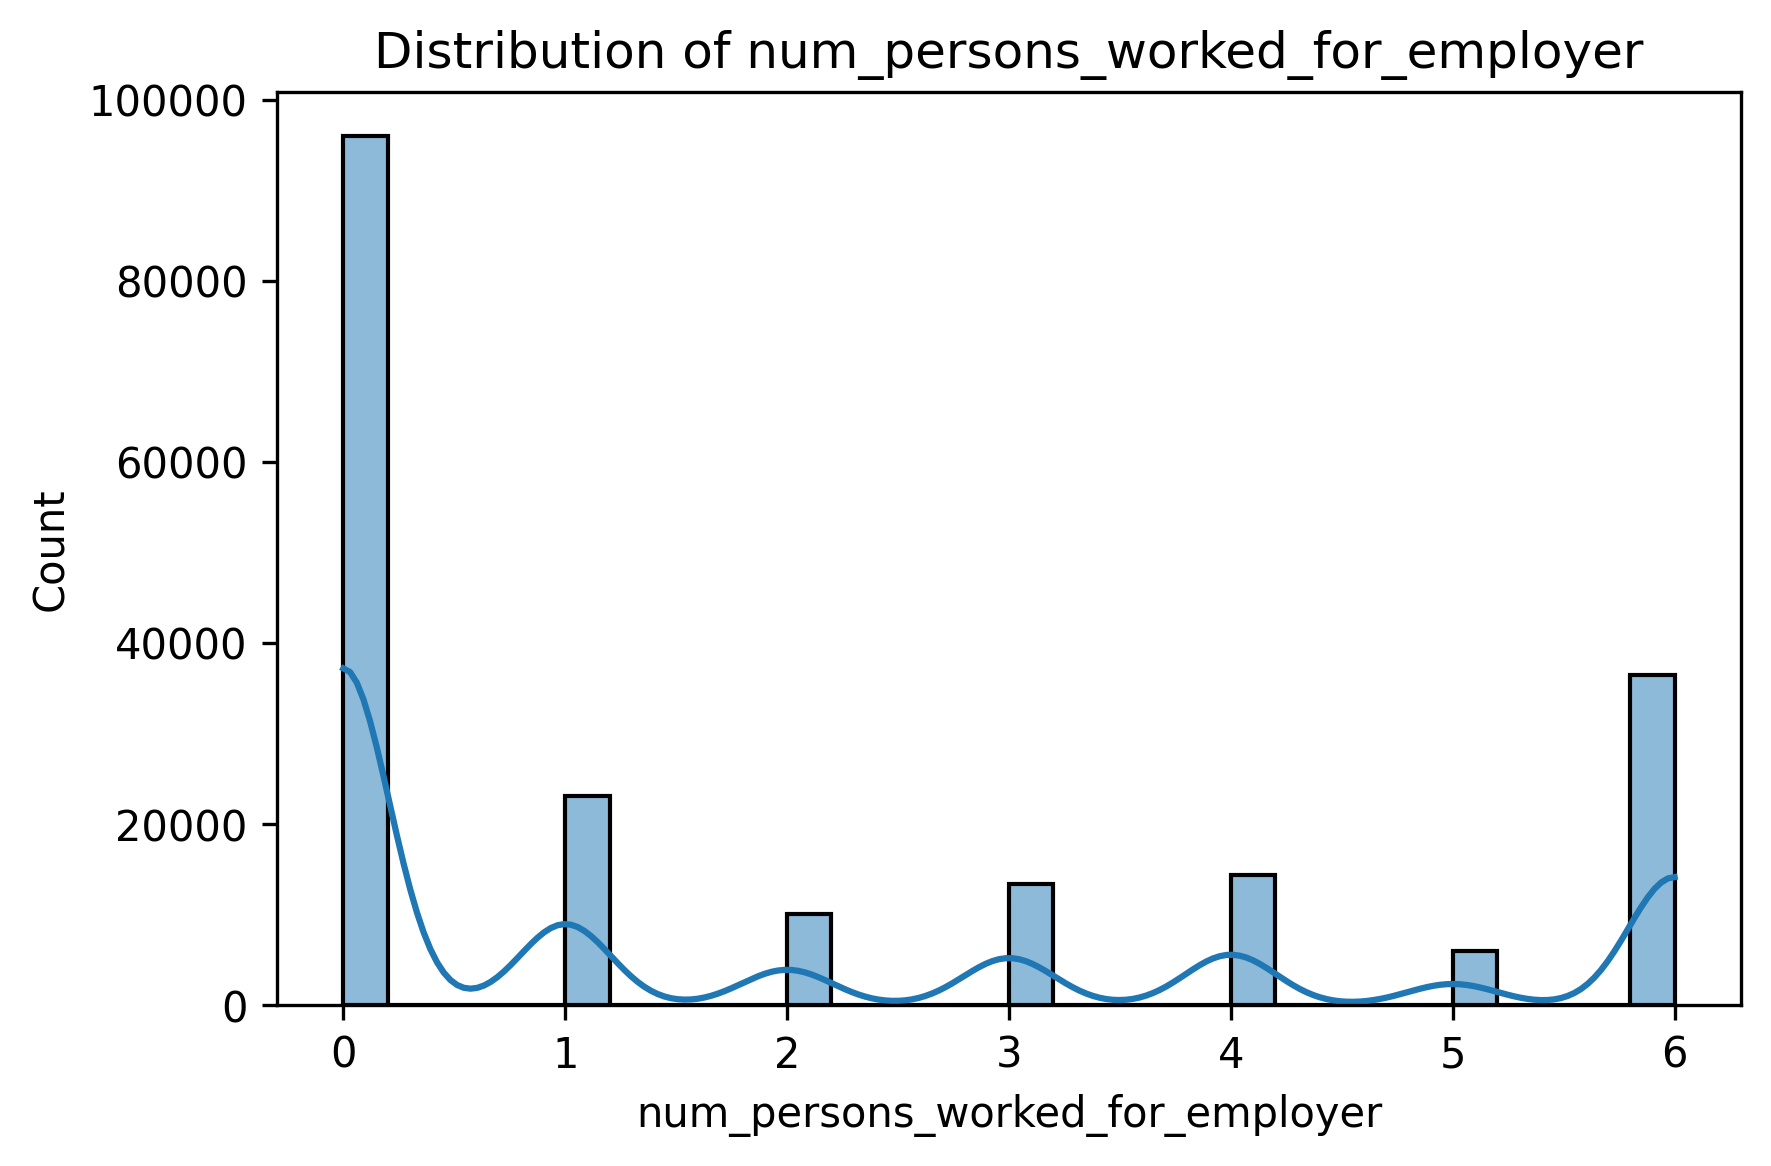 Distribution of num_persons_worked_for_employer
100000
80000
60000
40000
20000
0
Count
0 1 2 3 4 5 6
num_persons_worked_for_employer